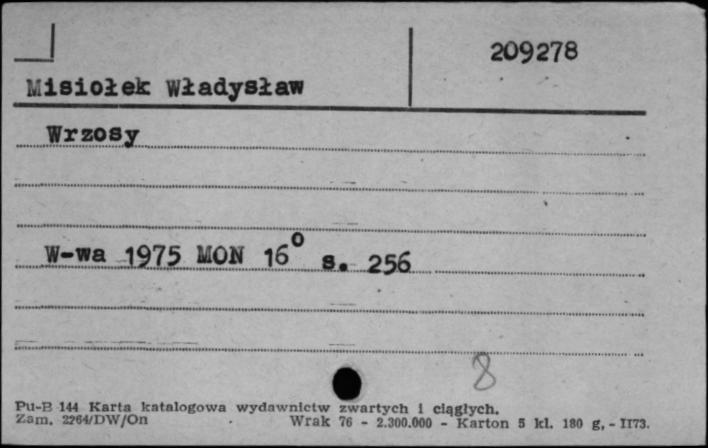 209278
Misiołek Władysław
Wrzosy
W-wa 1975 MON 16⁰ s. 256
8
Pu-B 144 Karta katalogowa wydawnictw zwartych i ciągłych.
Zam. 2264/DW/On Wrak 76 - 2.300.000 - Karton 5 kl. 180 g, - II73.